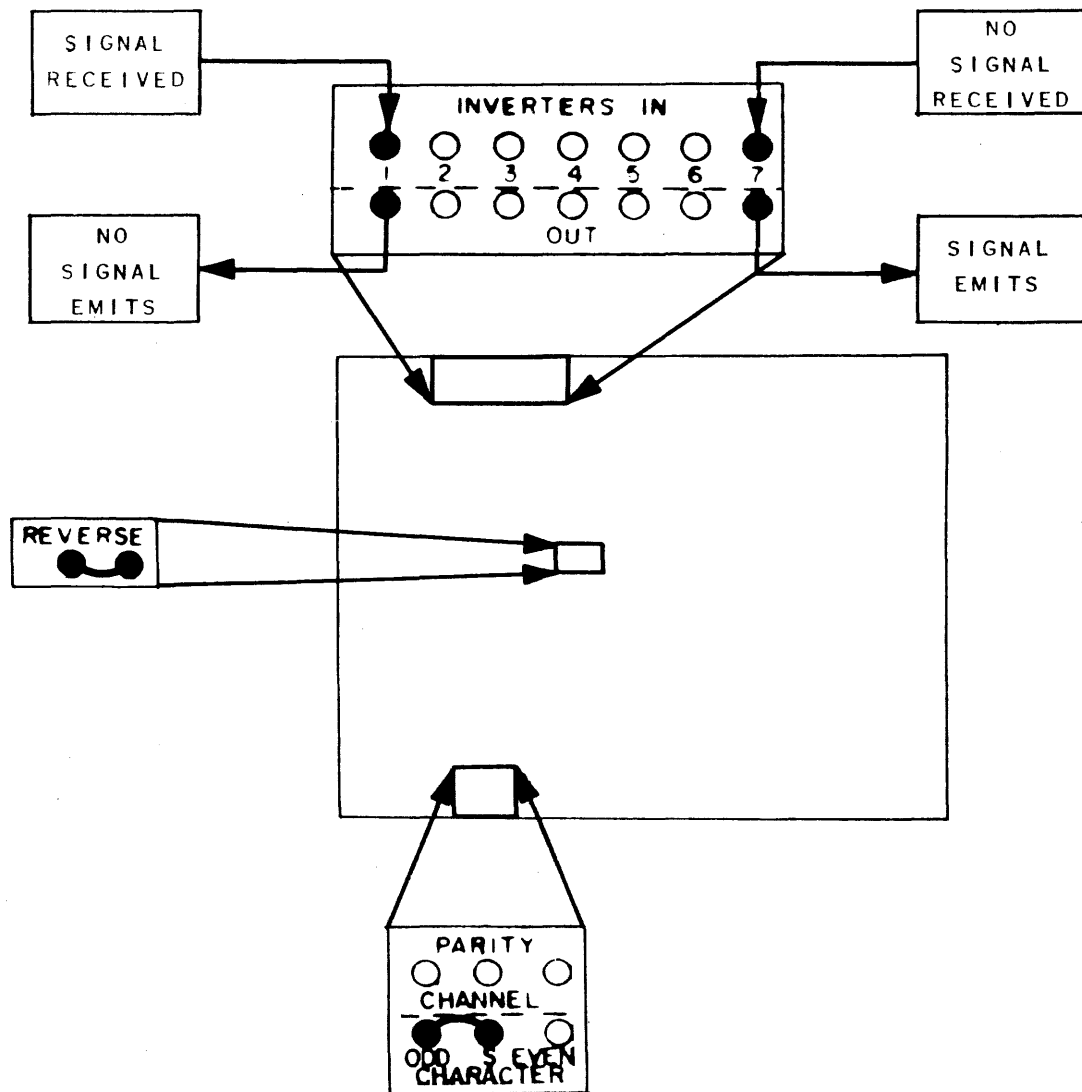 SIGNAL
RECEIVED
NO
SIGNAL
RECEIVED
INVERTERS IN
1 2 3 4 5 6 7
OUT
NO
SIGNAL
EMITS
SIGNAL
EMITS
REVERSE
PARITY
CHANNEL
ODD S EVEN
CHARACTER